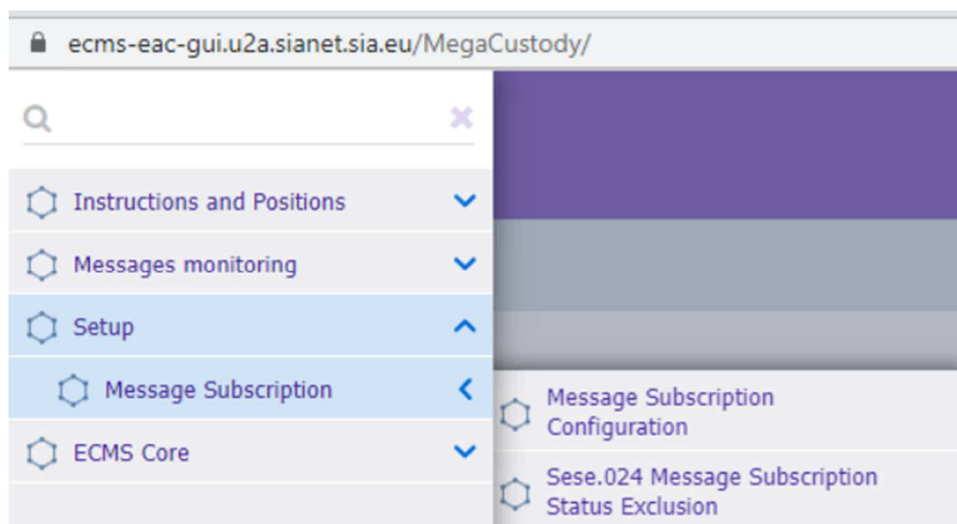 ecms-eac-gui.u2a.sianet.sia.eu/MegaCustody/
Instructions and Positions
Messages monitoring
Setup
Message Subscription
ECMS Core
Message Subscription
Configuration
Sese.024 Message Subscription
Status Exclusion